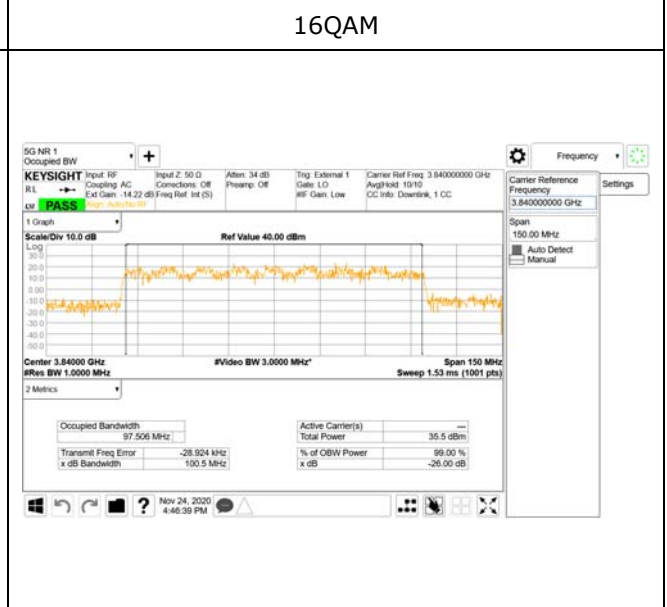 16QAM
5G NR 1
Occupied BW
KEYSIGHT
RL
PASS
Input: RF
Coupling: AC
Ext Gain: -14.22 dB
Align: Auto/No RF
Input Z: 50 Ω
Corrections: Off
Freq Ref: Int (S)
Atten: 34 dB
Preamp: Off
Trig: External 1
Gate: LO
#IF Gain: Low
Carrier Ref Freq: 3.840000000 GHz
Avg|Hold: 10/10
CC Info: Downlink, 1 CC
Frequency
Settings
Carrier Reference
Frequency
3.840000000 GHz
Span
150.00 MHz
Auto Detect
Manual
1 Graph
Scale/Div 10.0 dB
Ref Value 40.00 dBm
Log
30.0
20.0
10.0
0.00
-10.0
-20.0
-30.0
-40.0
-50.0
Center 3.84000 GHz
#Video BW 3.0000 MHz*
Span 150 MHz
#Res BW 1.0000 MHz
Sweep 1.53 ms (1001 pts)
2 Metrics
Occupied Bandwidth
97.506 MHz
Transmit Freq Error -28.924 kHz
x dB Bandwidth 100.5 MHz
Active Carrier(s) ---
Total Power 35.5 dBm
% of OBW Power 99.00 %
x dB -26.00 dB
Nov 24, 2020
4:46:39 PM